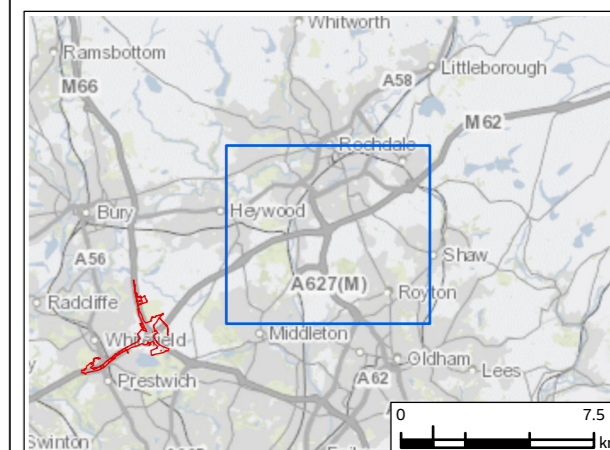 Whitworth
Ramsbottom
Littleborough
A58
M66
M62
Rochdale
Bury
Heywood
A56
Shaw
A627(M)
Radcliffe
Royton
Whitefield
Middleton
Oldham
Lees
A62
Prestwich
Swinton
0 7.5
km